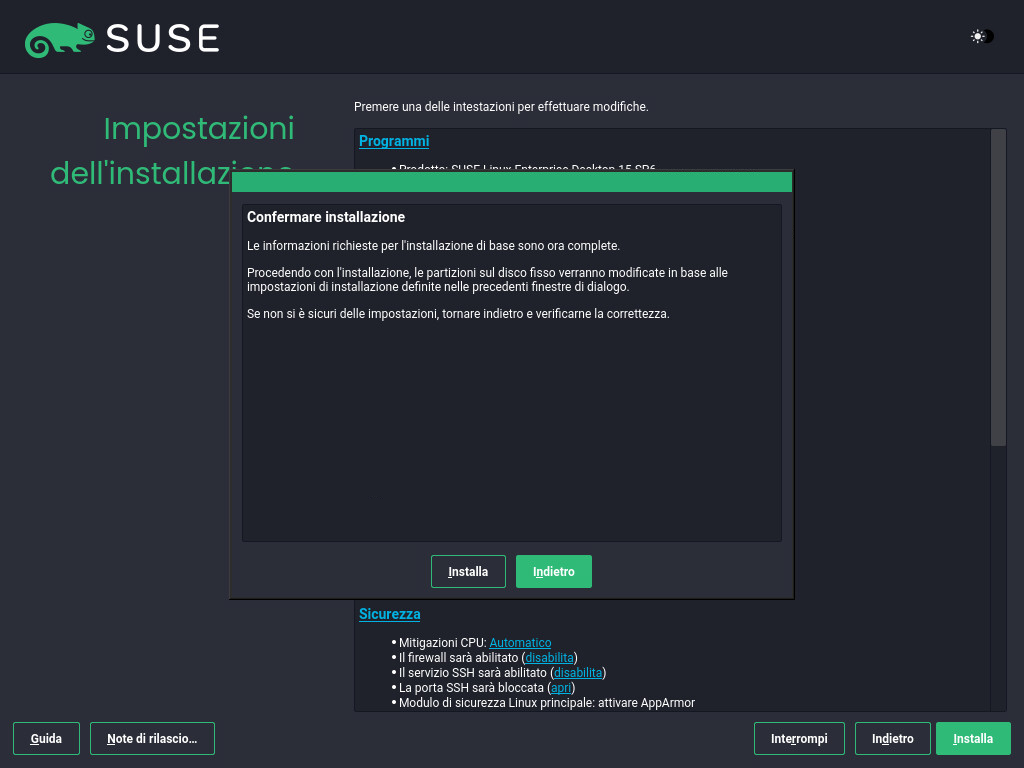 SUSE
Impostazioni
dell'installazione
Premere una delle intestazioni per effettuare modifiche.
Programmi
• Prodotto: SUSE Linux Enterprise Desktop 15 SP6
Confermare installazione
Le informazioni richieste per l'installazione di base sono ora complete.
Procedendo con l'installazione, le partizioni sul disco fisso verranno modificate in base alle
impostazioni di installazione definite nelle precedenti finestre di dialogo.
Se non si è sicuri delle impostazioni, tornare indietro e verificarne la correttezza.
Installa
Indietro
Sicurezza
• Mitigazioni CPU: Automatico
• Il firewall sarà abilitato (disabilita)
• Il servizio SSH sarà abilitato (disabilita)
• La porta SSH sarà bloccata (apri)
• Modulo di sicurezza Linux principale: attivare AppArmor
Guida
Note di rilascio...
Interrompi
Indietro
Installa